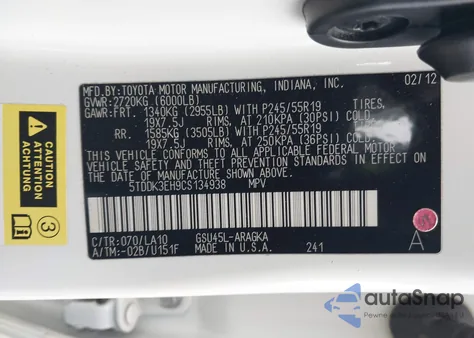 MFD.BY:TOYOTA MOTOR MANUFACTURING, INDIANA, INC.
02/12
GVWR:2720KG (6000LB)
GAWR:FRT. 1340KG (2955LB) WITH P245/55R19 TIRES,
19X7.5J RIMS, AT 210KPA (30PSI) COLD.
RR. 1585KG (3505LB) WITH P245/55R19 TIRES,
19X7.5J RIMS, AT 250KPA (36PSI) COLD.
THIS VEHICLE CONFORMS TO ALL APPLICABLE FEDERAL MOTOR
VEHICLE SAFETY AND THEFT PREVENTION STANDARDS IN EFFECT ON
THE DATE OF MANUFACTURE SHOWN ABOVE.
5TDDK3EH9CS134938 MPV
C/TR:070/LA10 GSU45L-ARAGKA
A/TM:-02B/U151F MADE IN U.S.A. 241
A
CAUTION
ATTENTION
ACHTUNG
3
autoSnap